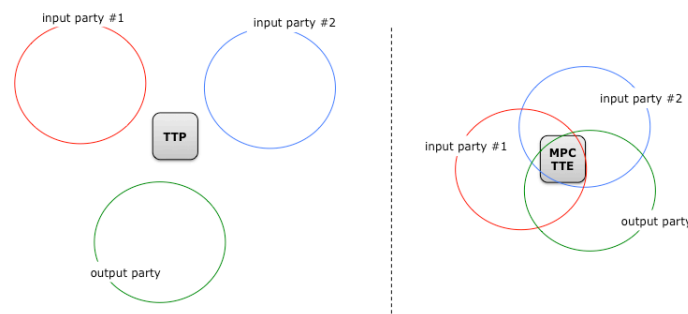 input party #1
input party #2
TTP
output party
input party #2
input party #1
MPC
TTE
output party